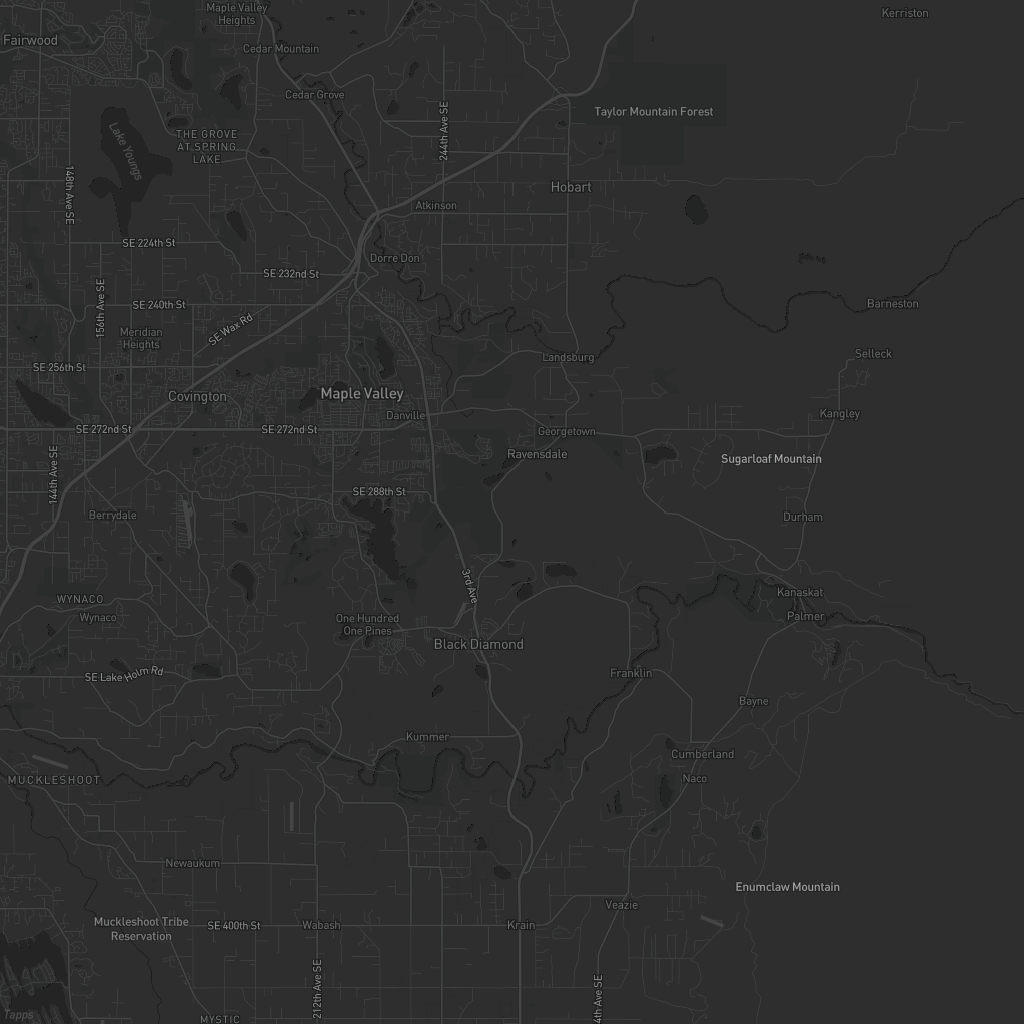 Maple Valley
Heights
Kerriston
Fairwood
Cedar Mountain
Cedar Grove
Taylor Mountain Forest
THE GROVE
AT SPRING
LAKE
Lake Youngs
244th Ave SE
148th Ave SE
Hobart
Atkinson
SE 224th St
Dorre Don
SE 232nd St
156th Ave SE
SE 240th St
Barneston
Meridian
Heights
SE Wax Rd
Landsburg
Selleck
SE 256th St
Covington
Maple Valley
Danville
Kangley
SE 272nd St
SE 272nd St
Georgetown
Ravensdale
Sugarloaf Mountain
144th Ave SE
SE 288th St
Berrydale
Durham
3rd Ave
WYNACO
Wynaco
Kanaskat
Palmer
One Hundred
One Pines
Black Diamond
SE Lake Holm Rd
Franklin
Bayne
Kummer
Cumberland
MUCKLESHOOT
Naco
Newaukum
Enumclaw Mountain
Veazie
Muckleshoot Tribe
Reservation
SE 400th St
Wabash
Krain
212th Ave SE
4th Ave SE
Tapps
MYSTIC